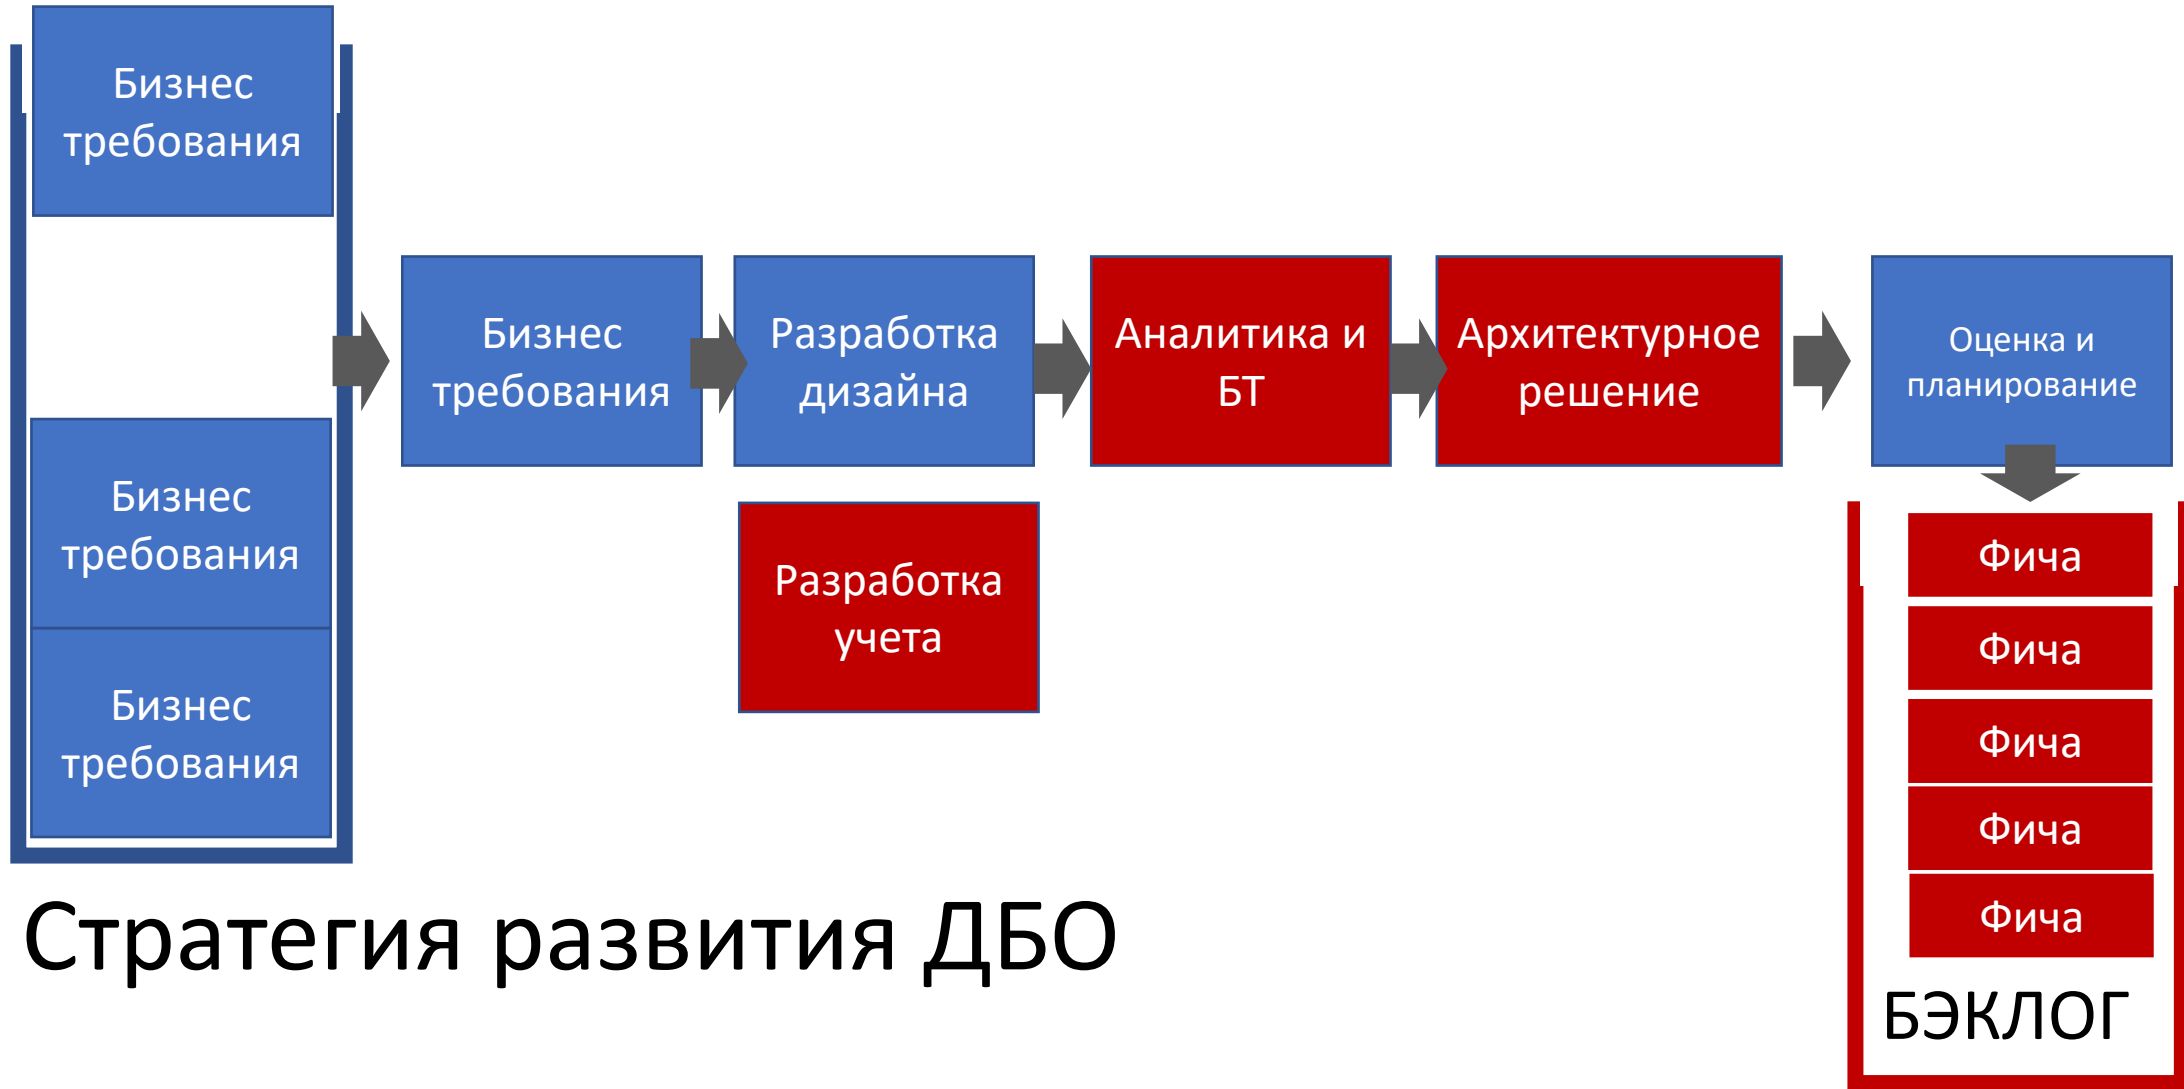 Бизнес
требования
Бизнес
требования
Бизнес
требования
Бизнес
требования
Разработка
дизайна
Аналитика и
БТ
Архитектурное
решение
Оценка и
планирование
Разработка
учета
Фича
Фича
Фича
Фича
Фича
БЭКЛОГ
Стратегия развития ДБО